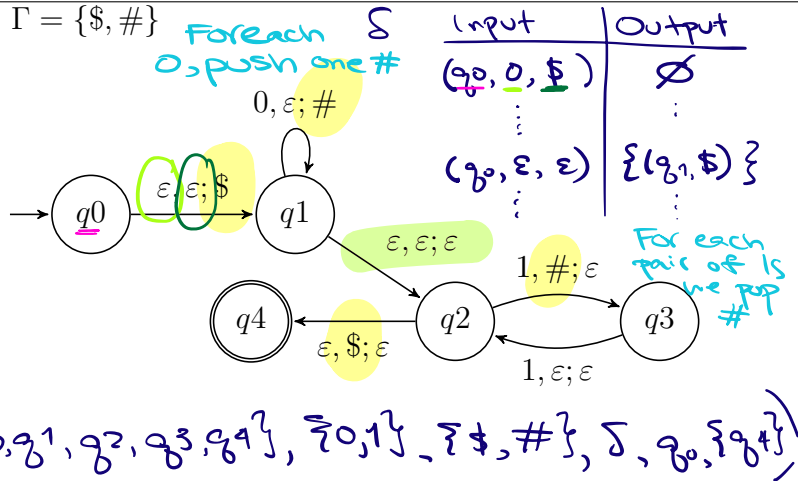 Γ = {$, #}
Foreach
0, push one #
δ
Input Output
(q0, 0, $) ∅
⋮ ⋮
(q0, ε, ε) {(q1, $)}
⋮ ⋮
0, ε; #
ε, ε; $
q0
q1
ε, ε; ε
For each
pair of 1s
we pop
#
1, #; ε
q4
q2
q3
ε, $; ε
1, ε; ε
, q1, q2, q3, q4}, {0,1}, {$, #}, δ, q0, {q4})